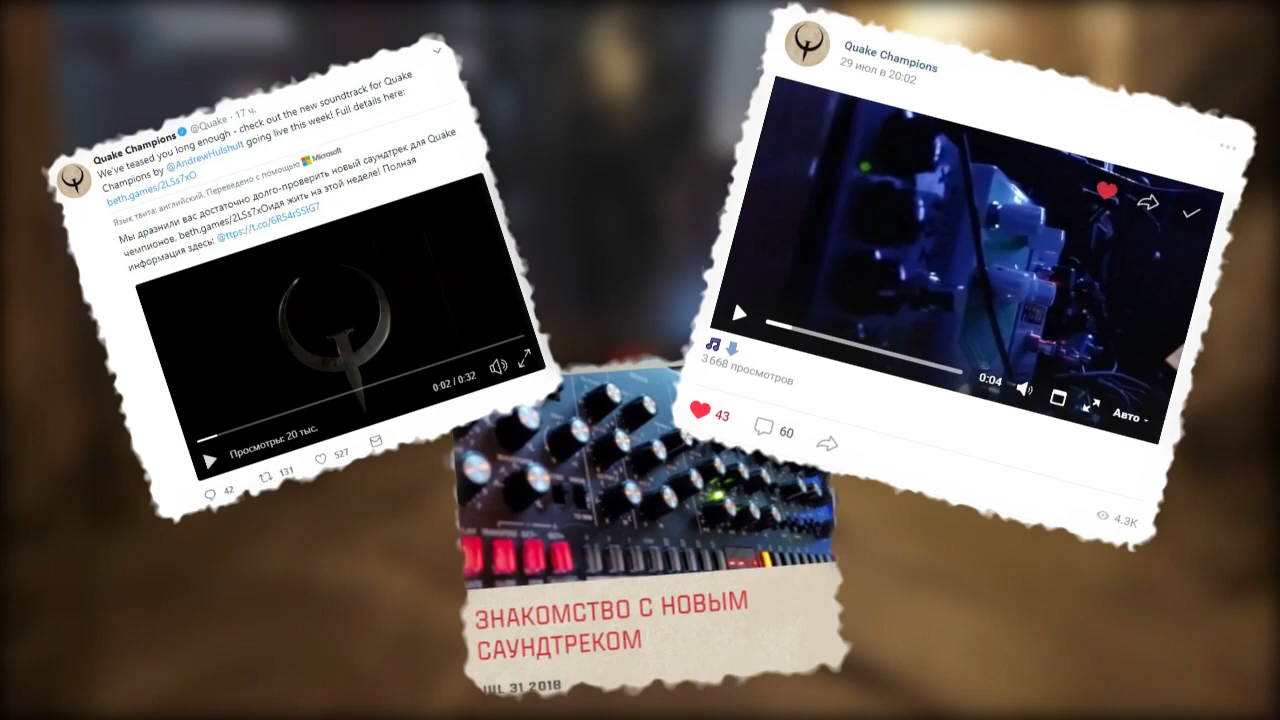 Quake Champions @Quake · 17 ч.
We've teased you long enough - check out the new soundtrack for Quake
Champions by @AndrewHulshult going live this week! Full details here:
beth.games/2LSs7xO
Язык твита: английский. Переведено с помощью Microsoft
Мы дразнили вас достаточно долго-проверить новый саундтрек для Quake
чемпионов. beth.games/2LSs7xOидя жить на этой неделе! Полная
информация здесь: @ttps://t.co/6R54rSSIG7
0:02 / 0:32
Просмотры: 20 тыс.
42 131 527
Quake Champions
29 июл в 20:02
0:04
Авто
3 668 просмотров
43 60
4.3K
ЗНАКОМСТВО С НОВЫМ
САУНДТРЕКОМ
JUL 31 2018